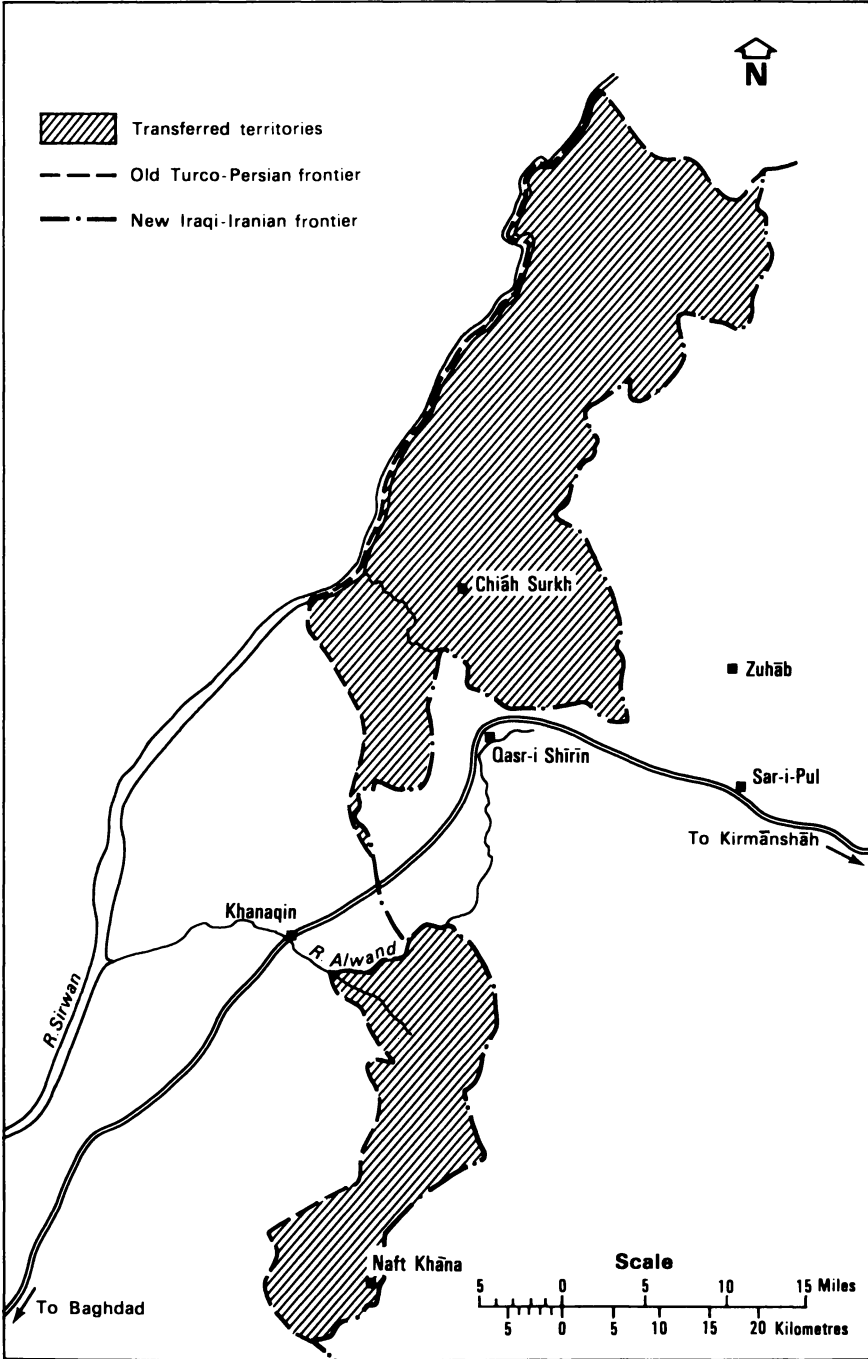 N
Transferred territories
Old Turco-Persian frontier
New Iraqi-Iranian frontier
Chiāh Surkh
Zuhāb
Qasr-i Shīrīn
Sar-i-Pul
To Kirmānshāh
Khanaqin
R. Alwand
R. Sirwan
Naft Khāna
To Baghdad
Scale
5 0 5 10 15 Miles
5 0 5 10 15 20 Kilometres